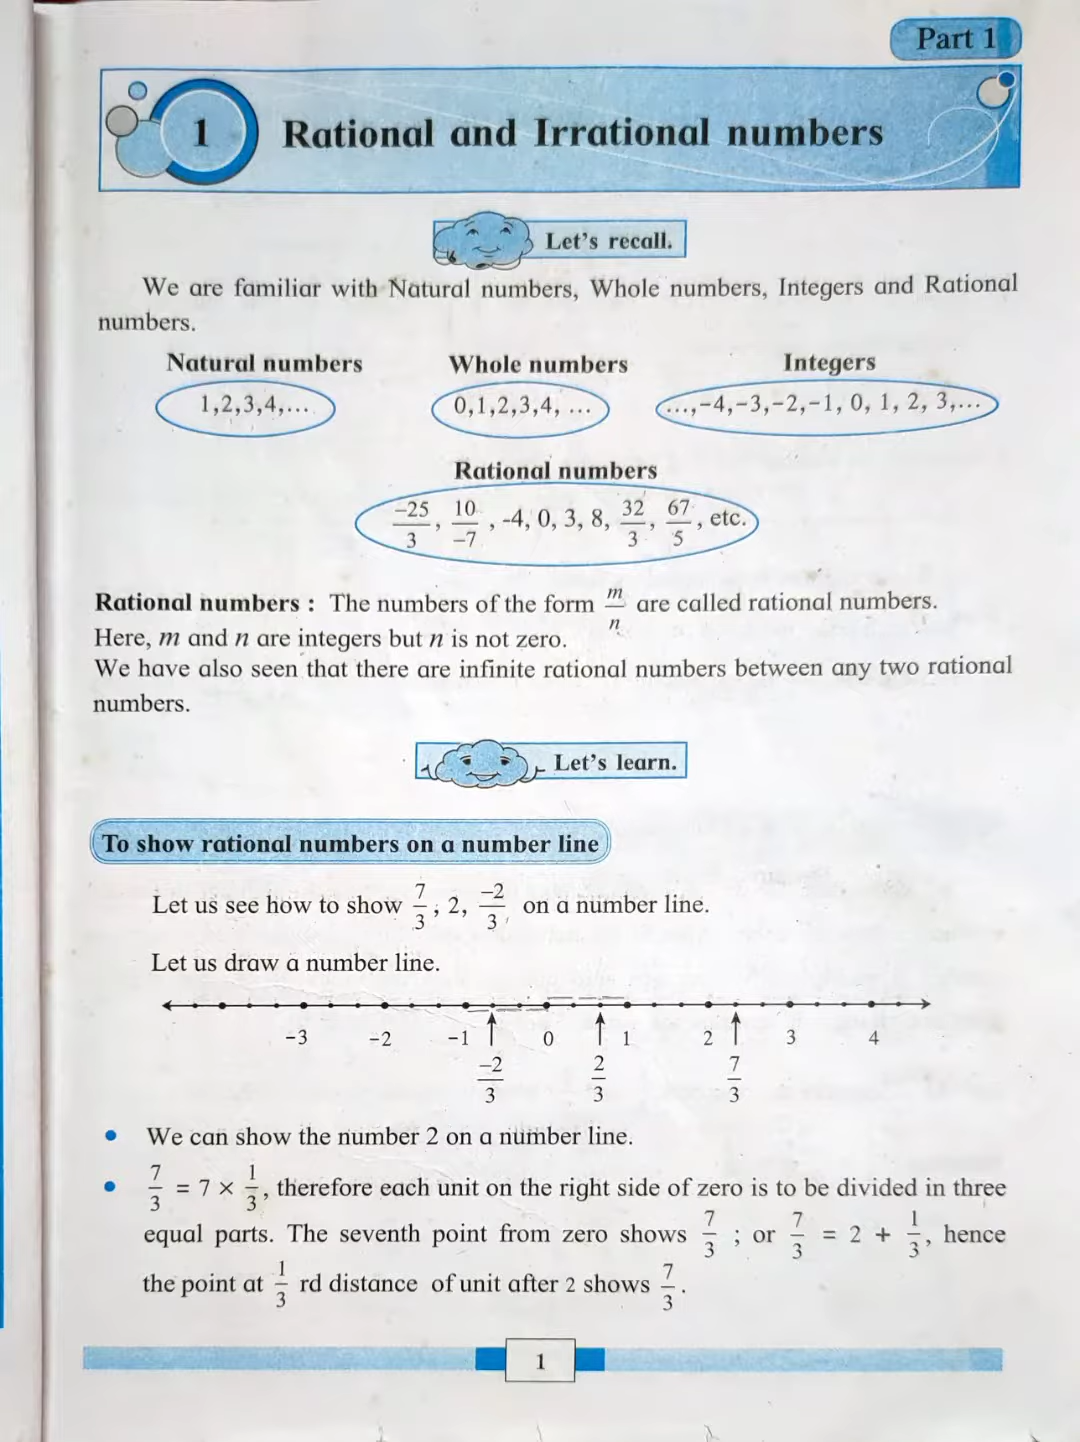 Part 1
1 Rational and Irrational numbers
Let's recall.
We are familiar with Natural numbers, Whole numbers, Integers and Rational
numbers.
Natural numbers Whole numbers Integers
1,2,3,4,... 0,1,2,3,4, ... ...,-4,-3,-2,-1, 0, 1, 2, 3,...
Rational numbers
-25/3, 10/-7, -4, 0, 3, 8, 32/3, 67/5, etc.
Rational numbers : The numbers of the form m/n are called rational numbers.
Here, m and n are integers but n is not zero.
We have also seen that there are infinite rational numbers between any two rational
numbers.
Let's learn.
To show rational numbers on a number line
Let us see how to show 7/3, 2, -2/3, on a number line.
Let us draw a number line.
-3 -2 -1 0 1 2 3 4
-2/3 2/3 7/3
• We can show the number 2 on a number line.
• 7/3 = 7 × 1/3, therefore each unit on the right side of zero is to be divided in three
equal parts. The seventh point from zero shows 7/3 ; or 7/3 = 2 + 1/3, hence
the point at 1/3 rd distance of unit after 2 shows 7/3.
1